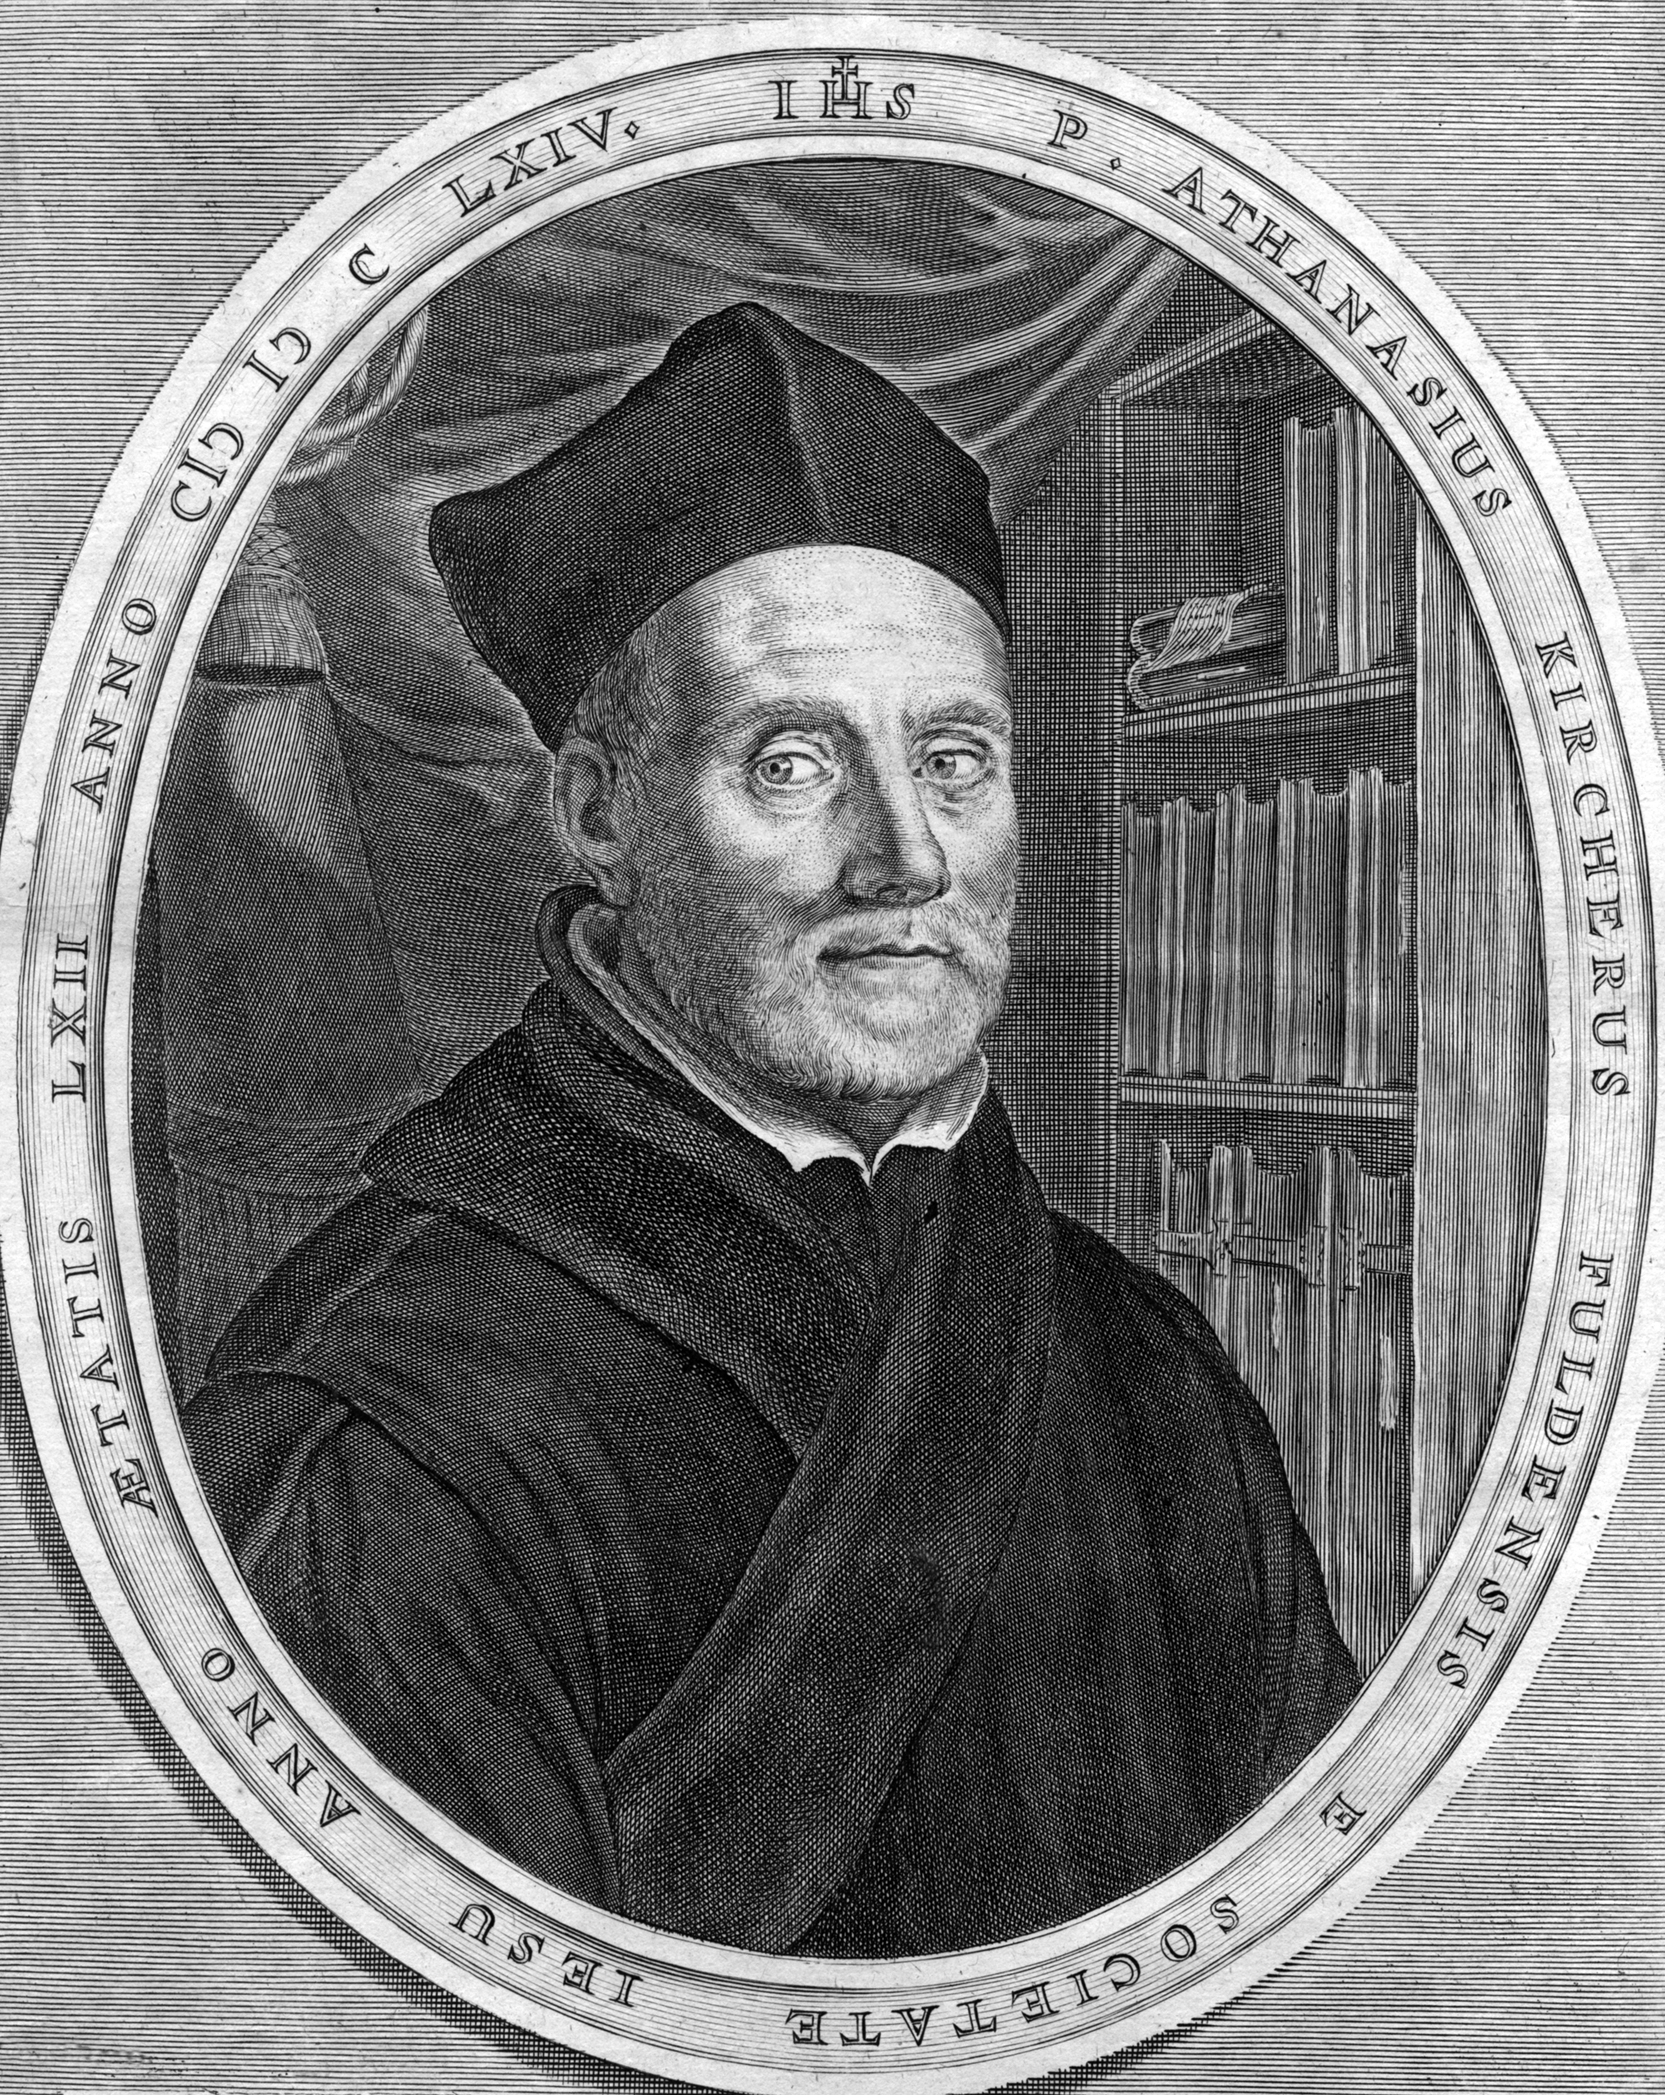 IHS P. ATHANASIUS KIRCHERUS FULDENSIS E SOCIETATE IESU ANNO ÆTATIS LXII ANNO CIↃ IↃ C LXIV.